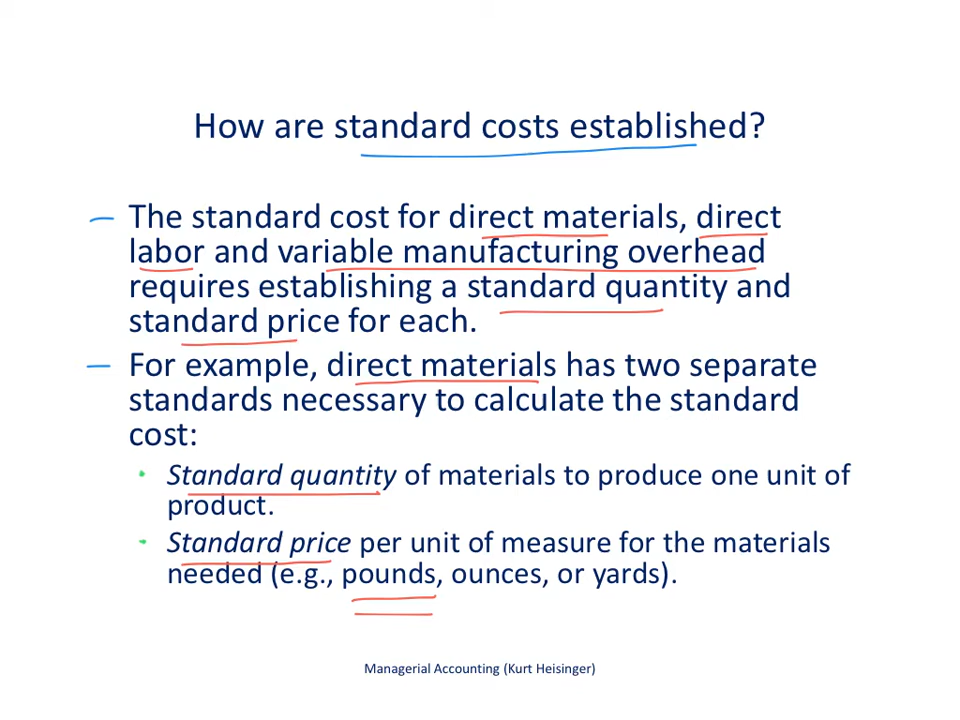 How are standard costs established?
The standard cost for direct materials, direct
labor and variable manufacturing overhead
requires establishing a standard quantity and
standard price for each.
For example, direct materials has two separate
standards necessary to calculate the standard
cost:
Standard quantity of materials to produce one unit of
product.
Standard price per unit of measure for the materials
needed (e.g., pounds, ounces, or yards).
Managerial Accounting (Kurt Heisinger)